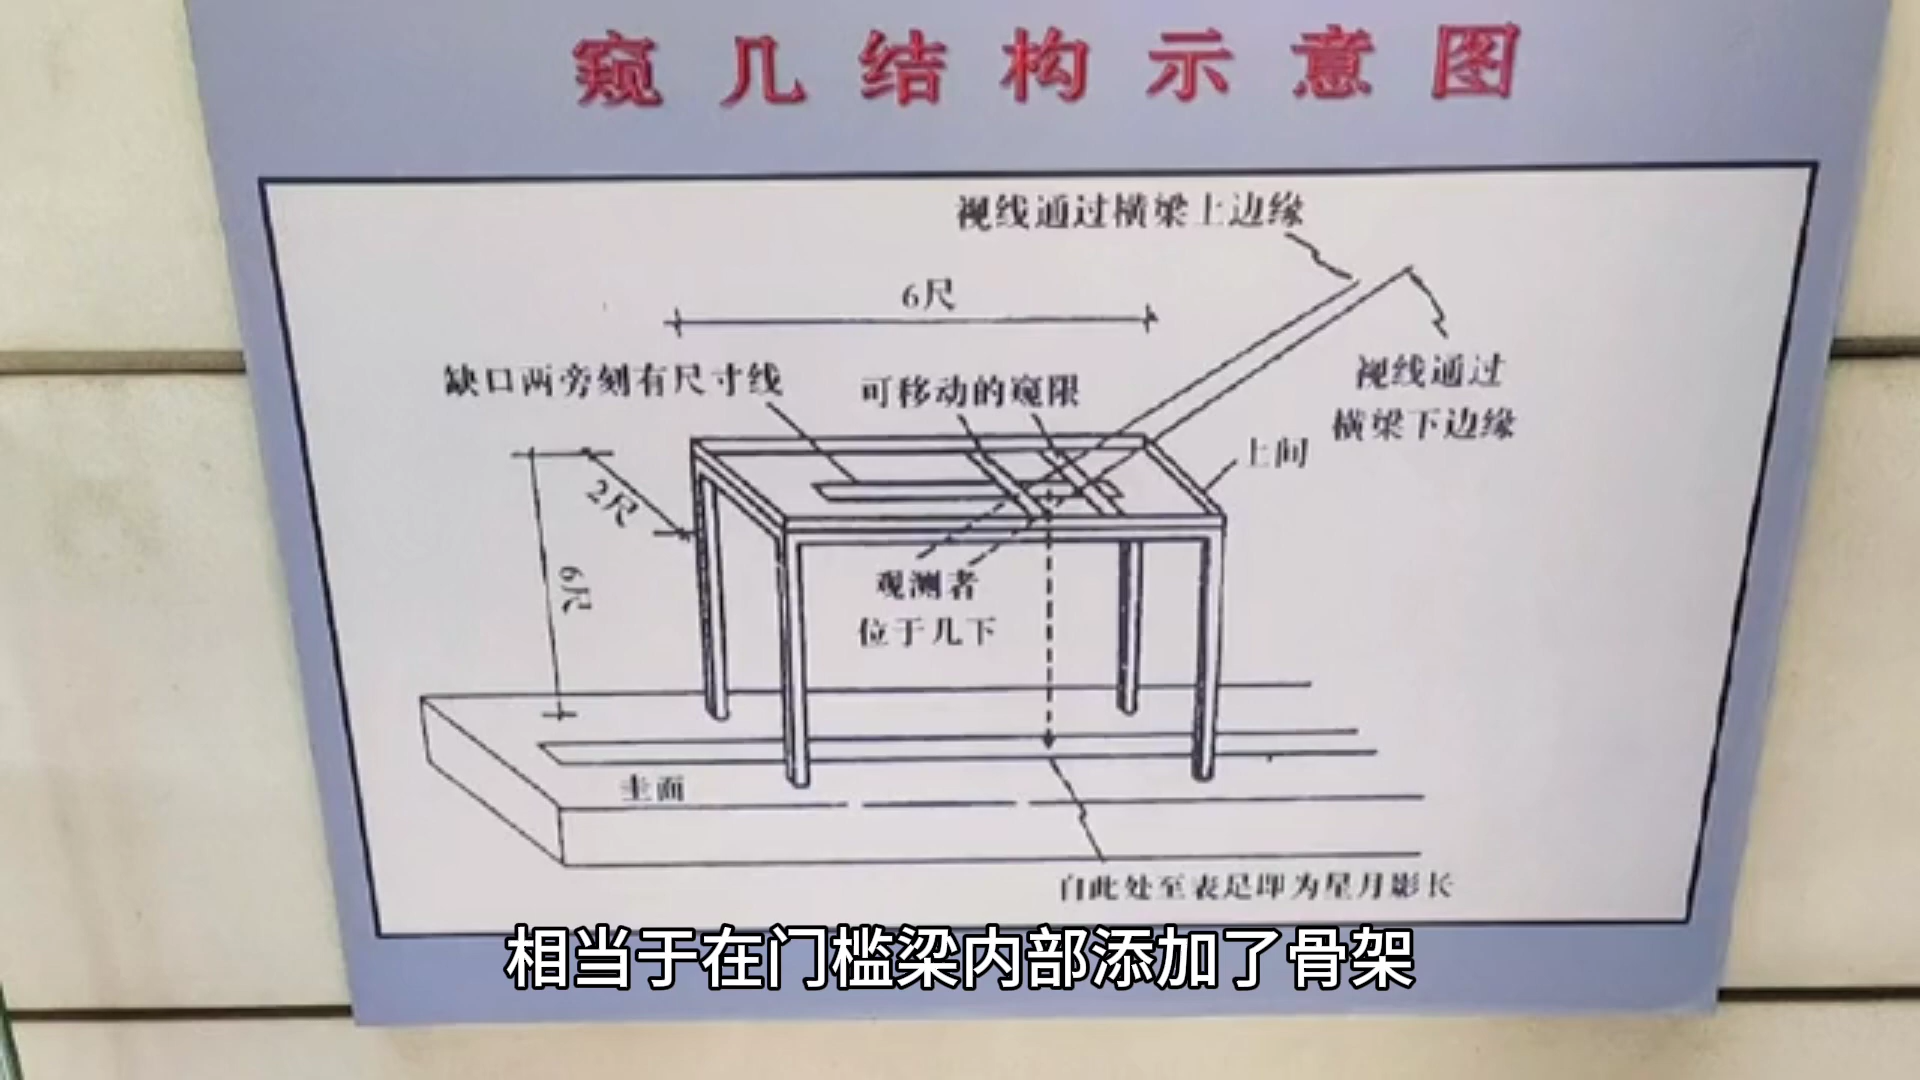 窥几结构示意图
视线通过横梁上边缘
6尺
缺口两旁刻有尺寸线
可移动的窥限
视线通过
横梁下边缘
上间
2尺
6尺
观测者
位于几下
圭面
自此处至表足即为星月影长
相当于在门槛梁内部添加了骨架